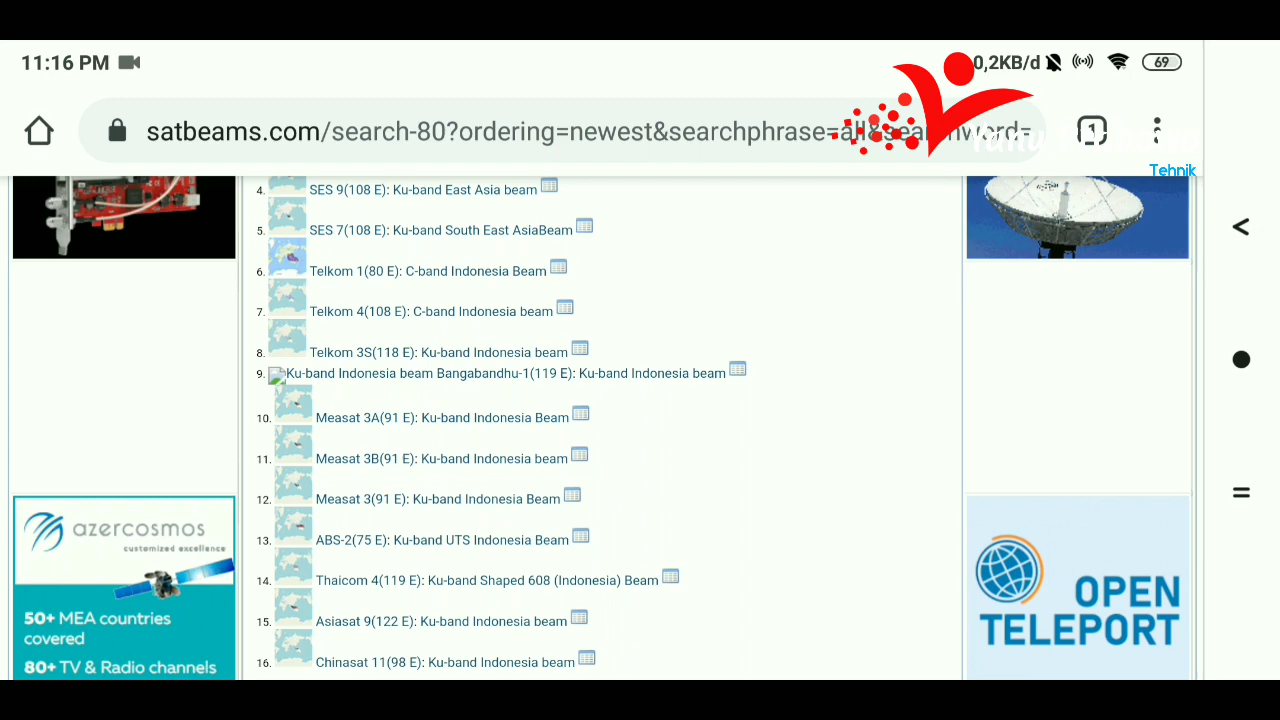 11:16 PM
0,2KB/d
69
satbeams.com/search-80?ordering=newest&searchphrase=all&searchword=
Tehnik
4. SES 9(108 E): Ku-band East Asia beam
5. SES 7(108 E): Ku-band South East AsiaBeam
6. Telkom 1(80 E): C-band Indonesia Beam
7. Telkom 4(108 E): C-band Indonesia beam
8. Telkom 3S(118 E): Ku-band Indonesia beam
9. Ku-band Indonesia beam Bangabandhu-1(119 E): Ku-band Indonesia beam
10. Measat 3A(91 E): Ku-band Indonesia Beam
11. Measat 3B(91 E): Ku-band Indonesia beam
12. Measat 3(91 E): Ku-band Indonesia Beam
13. ABS-2(75 E): Ku-band UTS Indonesia Beam
14. Thaicom 4(119 E): Ku-band Shaped 608 (Indonesia) Beam
15. Asiasat 9(122 E): Ku-band Indonesia beam
16. Chinasat 11(98 E): Ku-band Indonesia beam
azercosmos
customized excellence
50+ MEA countries
covered
80+ TV & Radio channels
OPEN
TELEPORT